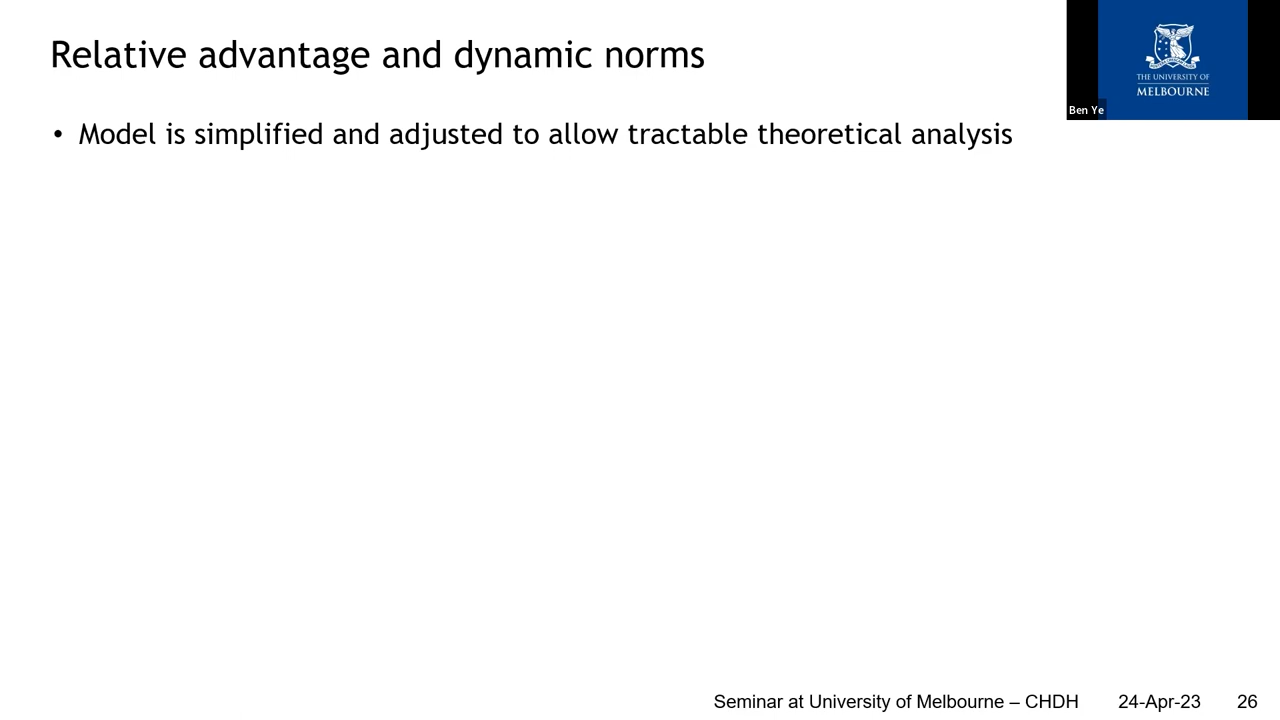 Relative advantage and dynamic norms
• Model is simplified and adjusted to allow tractable theoretical analysis
THE UNIVERSITY OF
MELBOURNE
Ben Ye
Seminar at University of Melbourne – CHDH 24-Apr-23 26